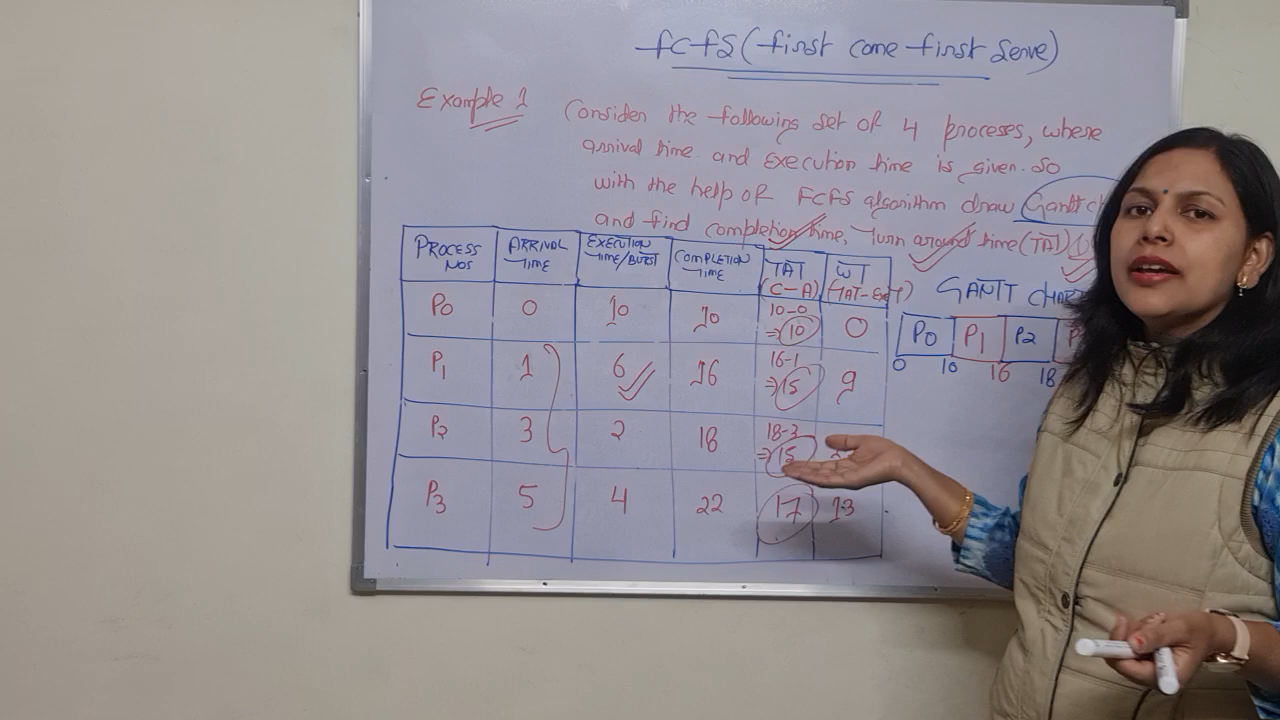 fcfs (first come first serve)
Example 1 Consider the following set of 4 proceses, where
arrival time and execution time is given. So
with the help of FCFS algorithm draw Gantt
and find completion time, Turn around time (TAT)
PROCESS NOS ARRIVAL TIME EXECUTION TIME/BURST COMPLETION TIME TAT (C-A) WT (TAT-
P0 0 10 10 10-0 ⇒10 0
P1 1 6 16 16-1 ⇒15 9
P2 3 2 18 18-3 ⇒15
P3 5 4 22 17 13
GANTT CHART
P0 P1 P2
0 10 16 18